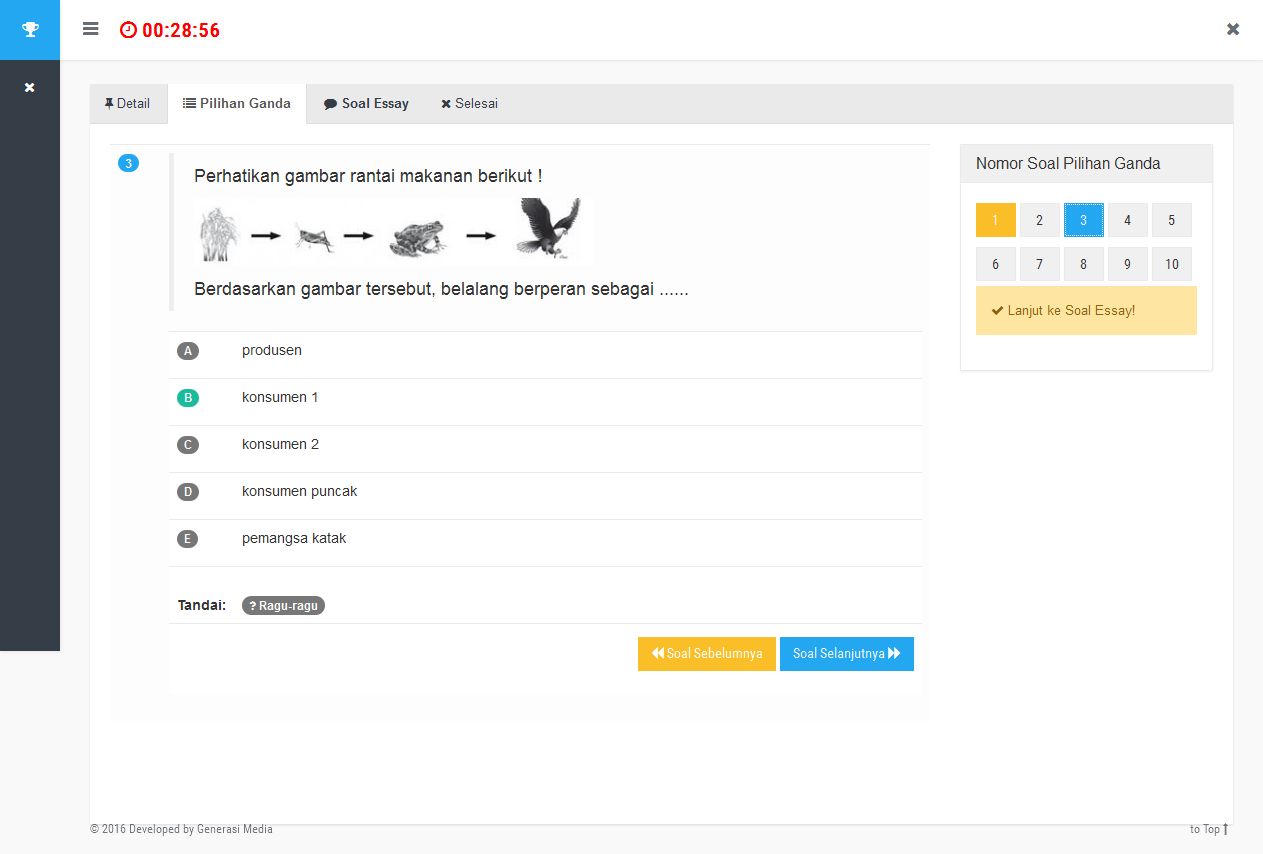 00:28:56
Detail
Pilihan Ganda
Soal Essay
Selesai
3
Perhatikan gambar rantai makanan berikut !
Berdasarkan gambar tersebut, belalang berperan sebagai ......
A produsen
B konsumen 1
C konsumen 2
D konsumen puncak
E pemangsa katak
Tandai: ? Ragu-ragu
Soal Sebelumnya
Soal Selanjutnya
Nomor Soal Pilihan Ganda
1 2 3 4 5
6 7 8 9 10
Lanjut ke Soal Essay!
© 2016 Developed by Generasi Media
to Top